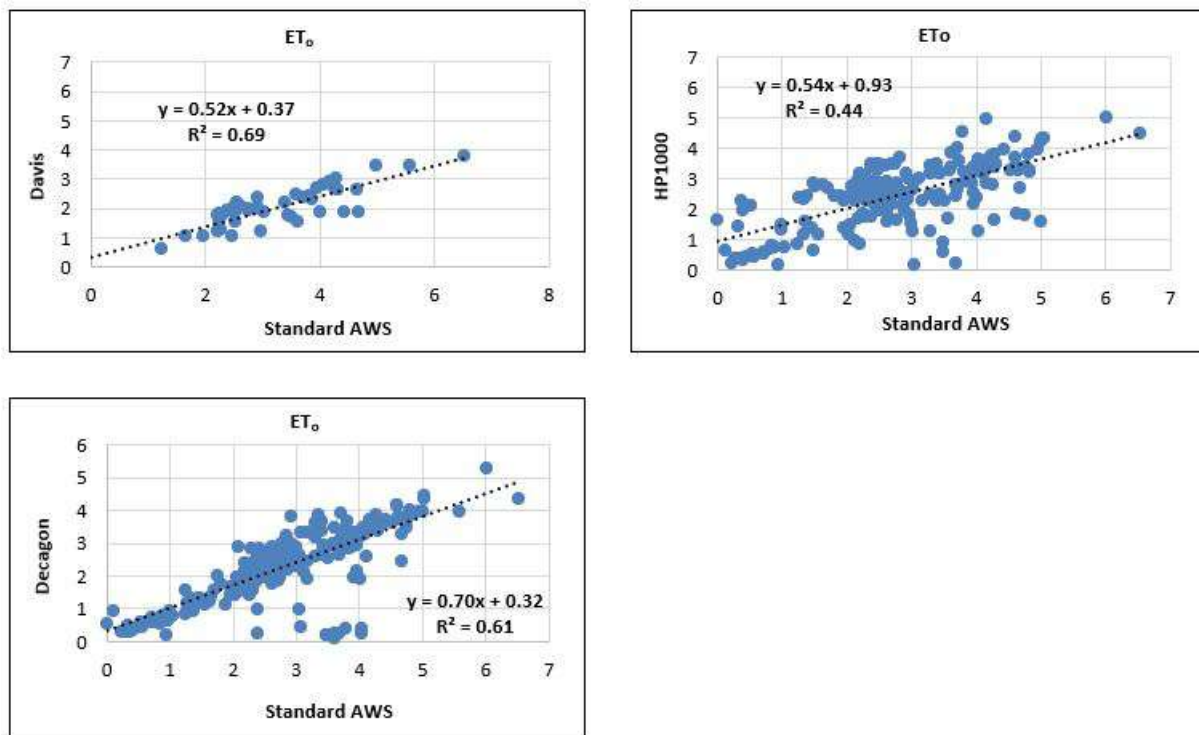 ETₒ
7
6
5
4
3
2
1
0
Davis
y = 0.52x + 0.37
R² = 0.69
0 2 4 6 8
Standard AWS
ETo
7
6
5
4
3
2
1
0
HP1000
y = 0.54x + 0.93
R² = 0.44
0 1 2 3 4 5 6 7
Standard AWS
ETₒ
6
5
4
3
2
1
0
Decagon
y = 0.70x + 0.32
R² = 0.61
0 1 2 3 4 5 6 7
Standard AWS